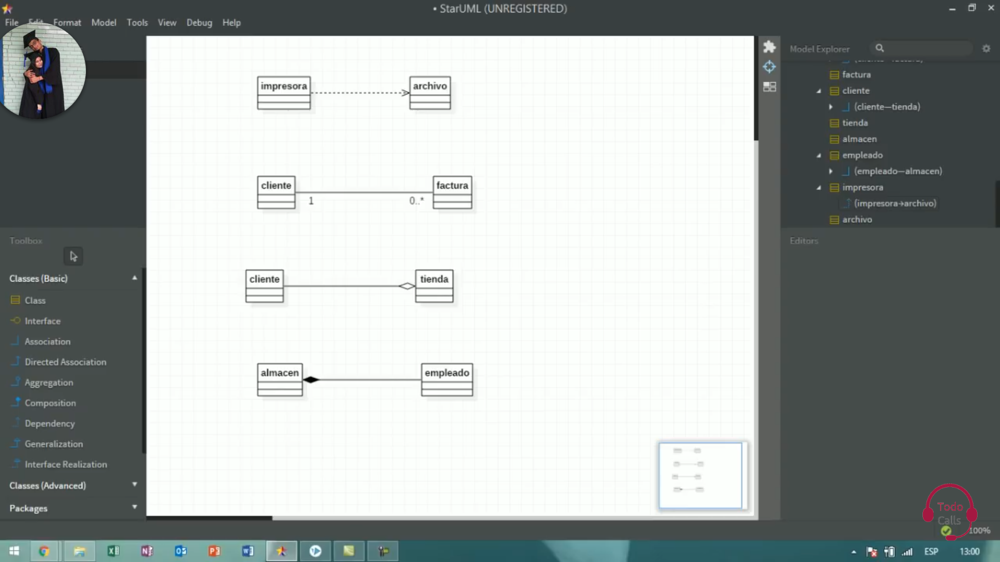 • StarUML (UNREGISTERED)
File Edit Format Model Tools View Debug Help
impresora
archivo
cliente
factura
1
0..*
cliente
tienda
almacen
empleado
Toolbox
Classes (Basic)
Class
Interface
Association
Directed Association
Aggregation
Composition
Dependency
Generalization
Interface Realization
Classes (Advanced)
Packages
Model Explorer
factura
cliente
(cliente—tienda)
tienda
almacen
empleado
(empleado—almacen)
impresora
(impresora→archivo)
archivo
Editors
Todo
Calls
100%
ESP
13:00